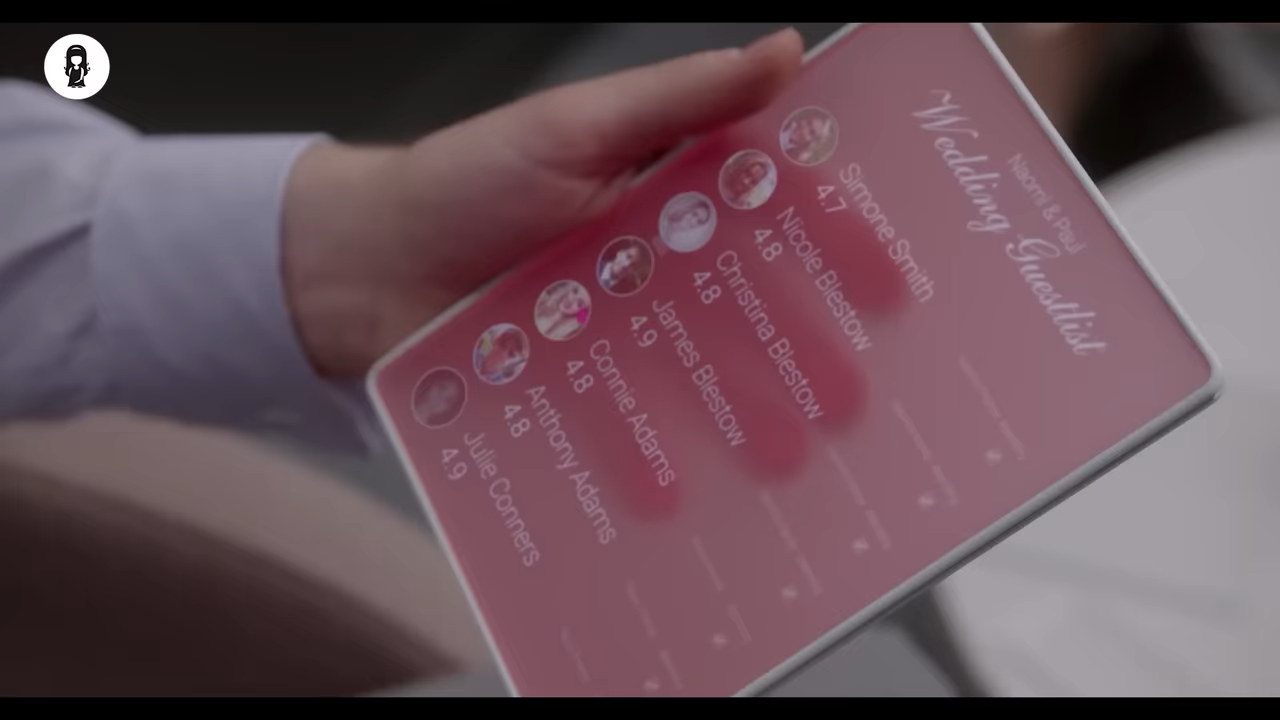 Naomi & Paul
Wedding Guestlist
Simone Smith
4.7
Nicole Blestow
4.8
Christina Blestow
4.8
James Blestow
4.9
Connie Adams
4.8
Anthony Adams
4.8
Julie Conners
4.9